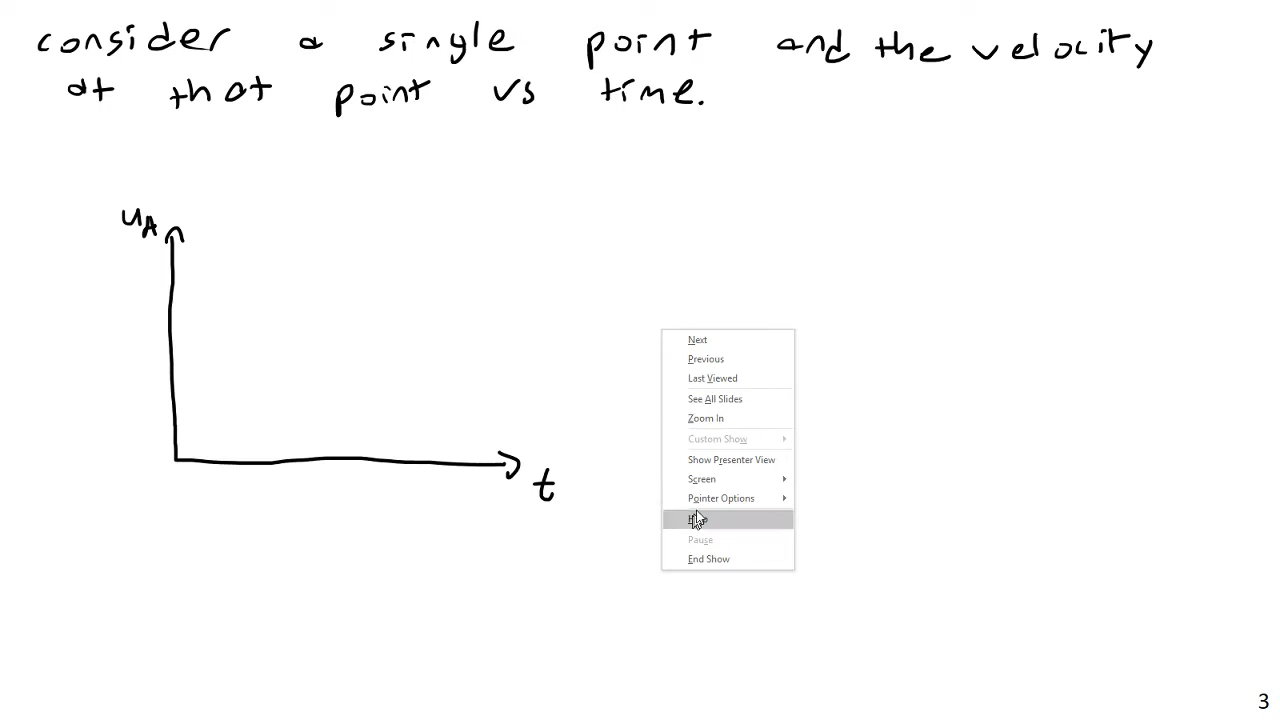 consider a single point and the velocity
at that point vs time.
uA
t
Next
Previous
Last Viewed
See All Slides
Zoom In
Custom Show
Show Presenter View
Screen
Pointer Options
Pause
End Show
3